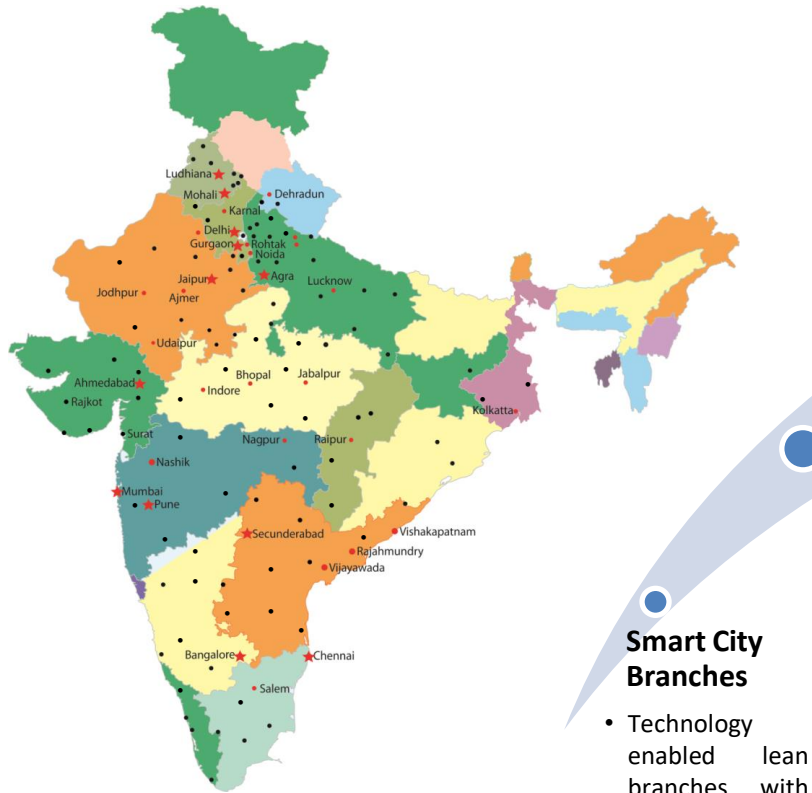 Ludhiana
Mohali
Dehradun
Karnal
Delhi
Gurgaon
Rohtak
Noida
Jaipur
Agra
Jodhpur
Ajmer
Lucknow
Udaipur
Ahmedabad
Bhopal
Jabalpur
Indore
Rajkot
Kolkatta
Surat
Nagpur
Raipur
Nashik
Mumbai
Pune
Secunderabad
Vishakapatnam
Rajahmundry
Vijayawada
Bangalore
Chennai
Salem
Smart City
Branches
• Technology
enabled lean
branches with